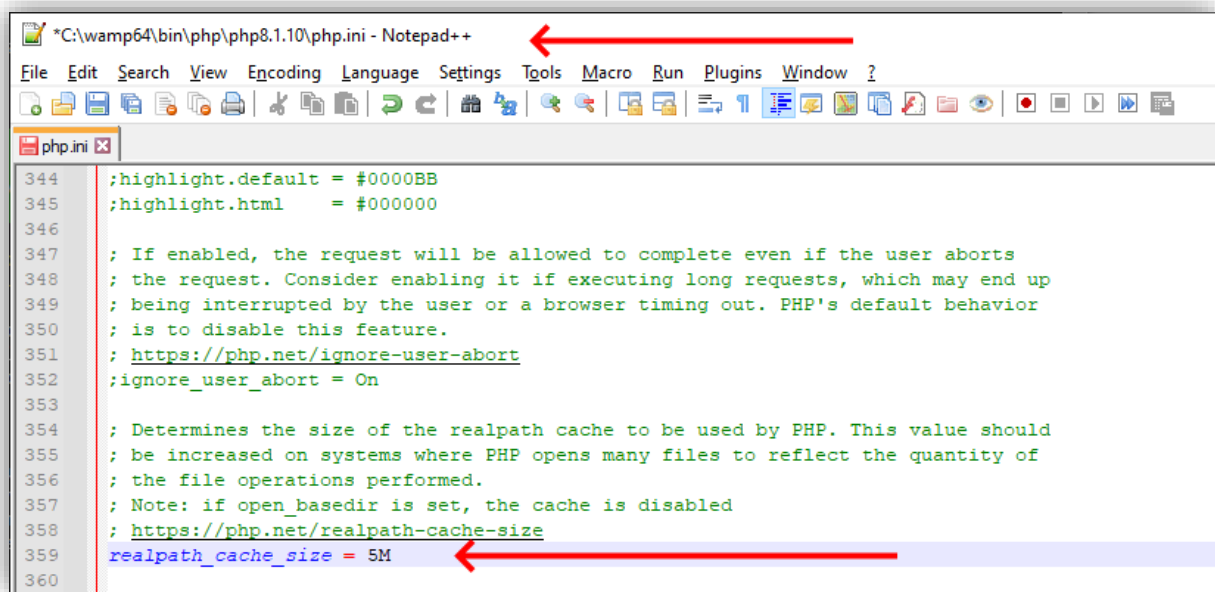 *C:\wamp64\bin\php\php8.1.10\php.ini - Notepad++
File Edit Search View Encoding Language Settings Tools Macro Run Plugins Window ?
php.ini
344 ;highlight.default = #0000BB
345 ;highlight.html    = #000000
346
347 ; If enabled, the request will be allowed to complete even if the user aborts
348 ; the request. Consider enabling it if executing long requests, which may end up
349 ; being interrupted by the user or a browser timing out. PHP's default behavior
350 ; is to disable this feature.
351 ; https://php.net/ignore-user-abort
352 ;ignore_user_abort = On
353
354 ; Determines the size of the realpath cache to be used by PHP. This value should
355 ; be increased on systems where PHP opens many files to reflect the quantity of
356 ; the file operations performed.
357 ; Note: if open_basedir is set, the cache is disabled
358 ; https://php.net/realpath-cache-size
359 realpath_cache_size = 5M
360